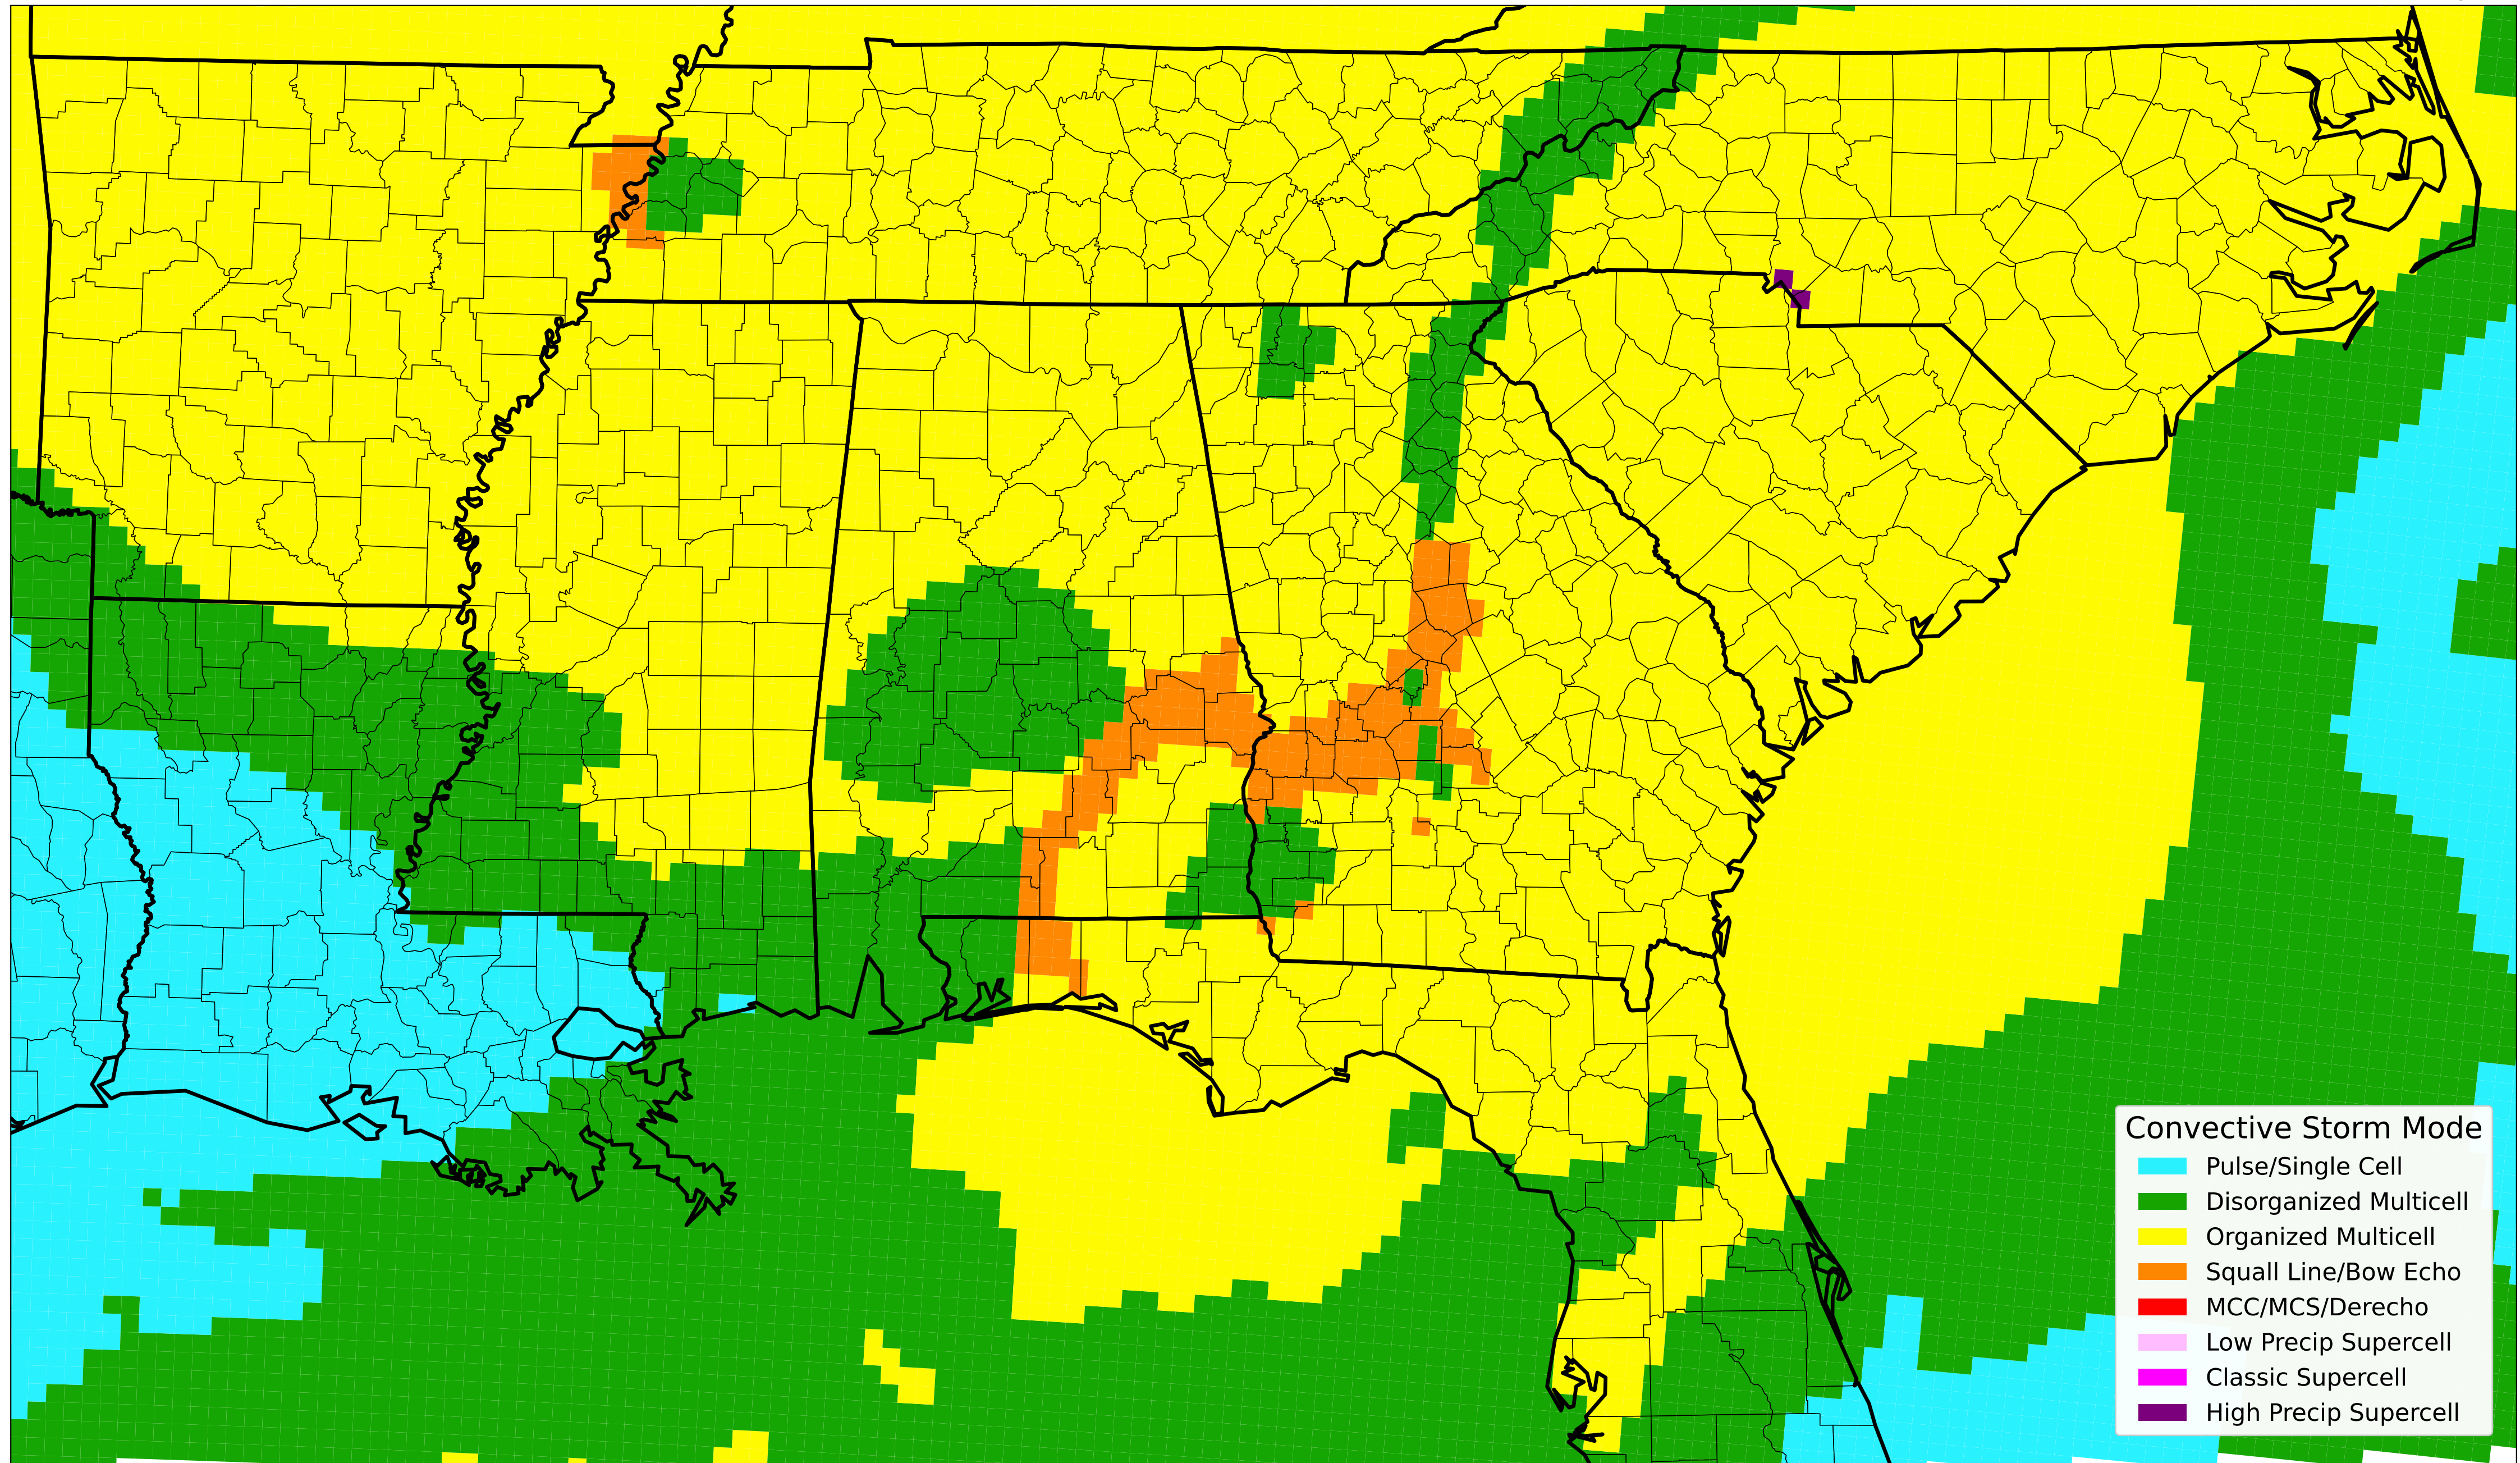 Convective Storm Mode
Pulse/Single Cell
Disorganized Multicell
Organized Multicell
Squall Line/Bow Echo
MCC/MCS/Derecho
Low Precip Supercell
Classic Supercell
High Precip Supercell